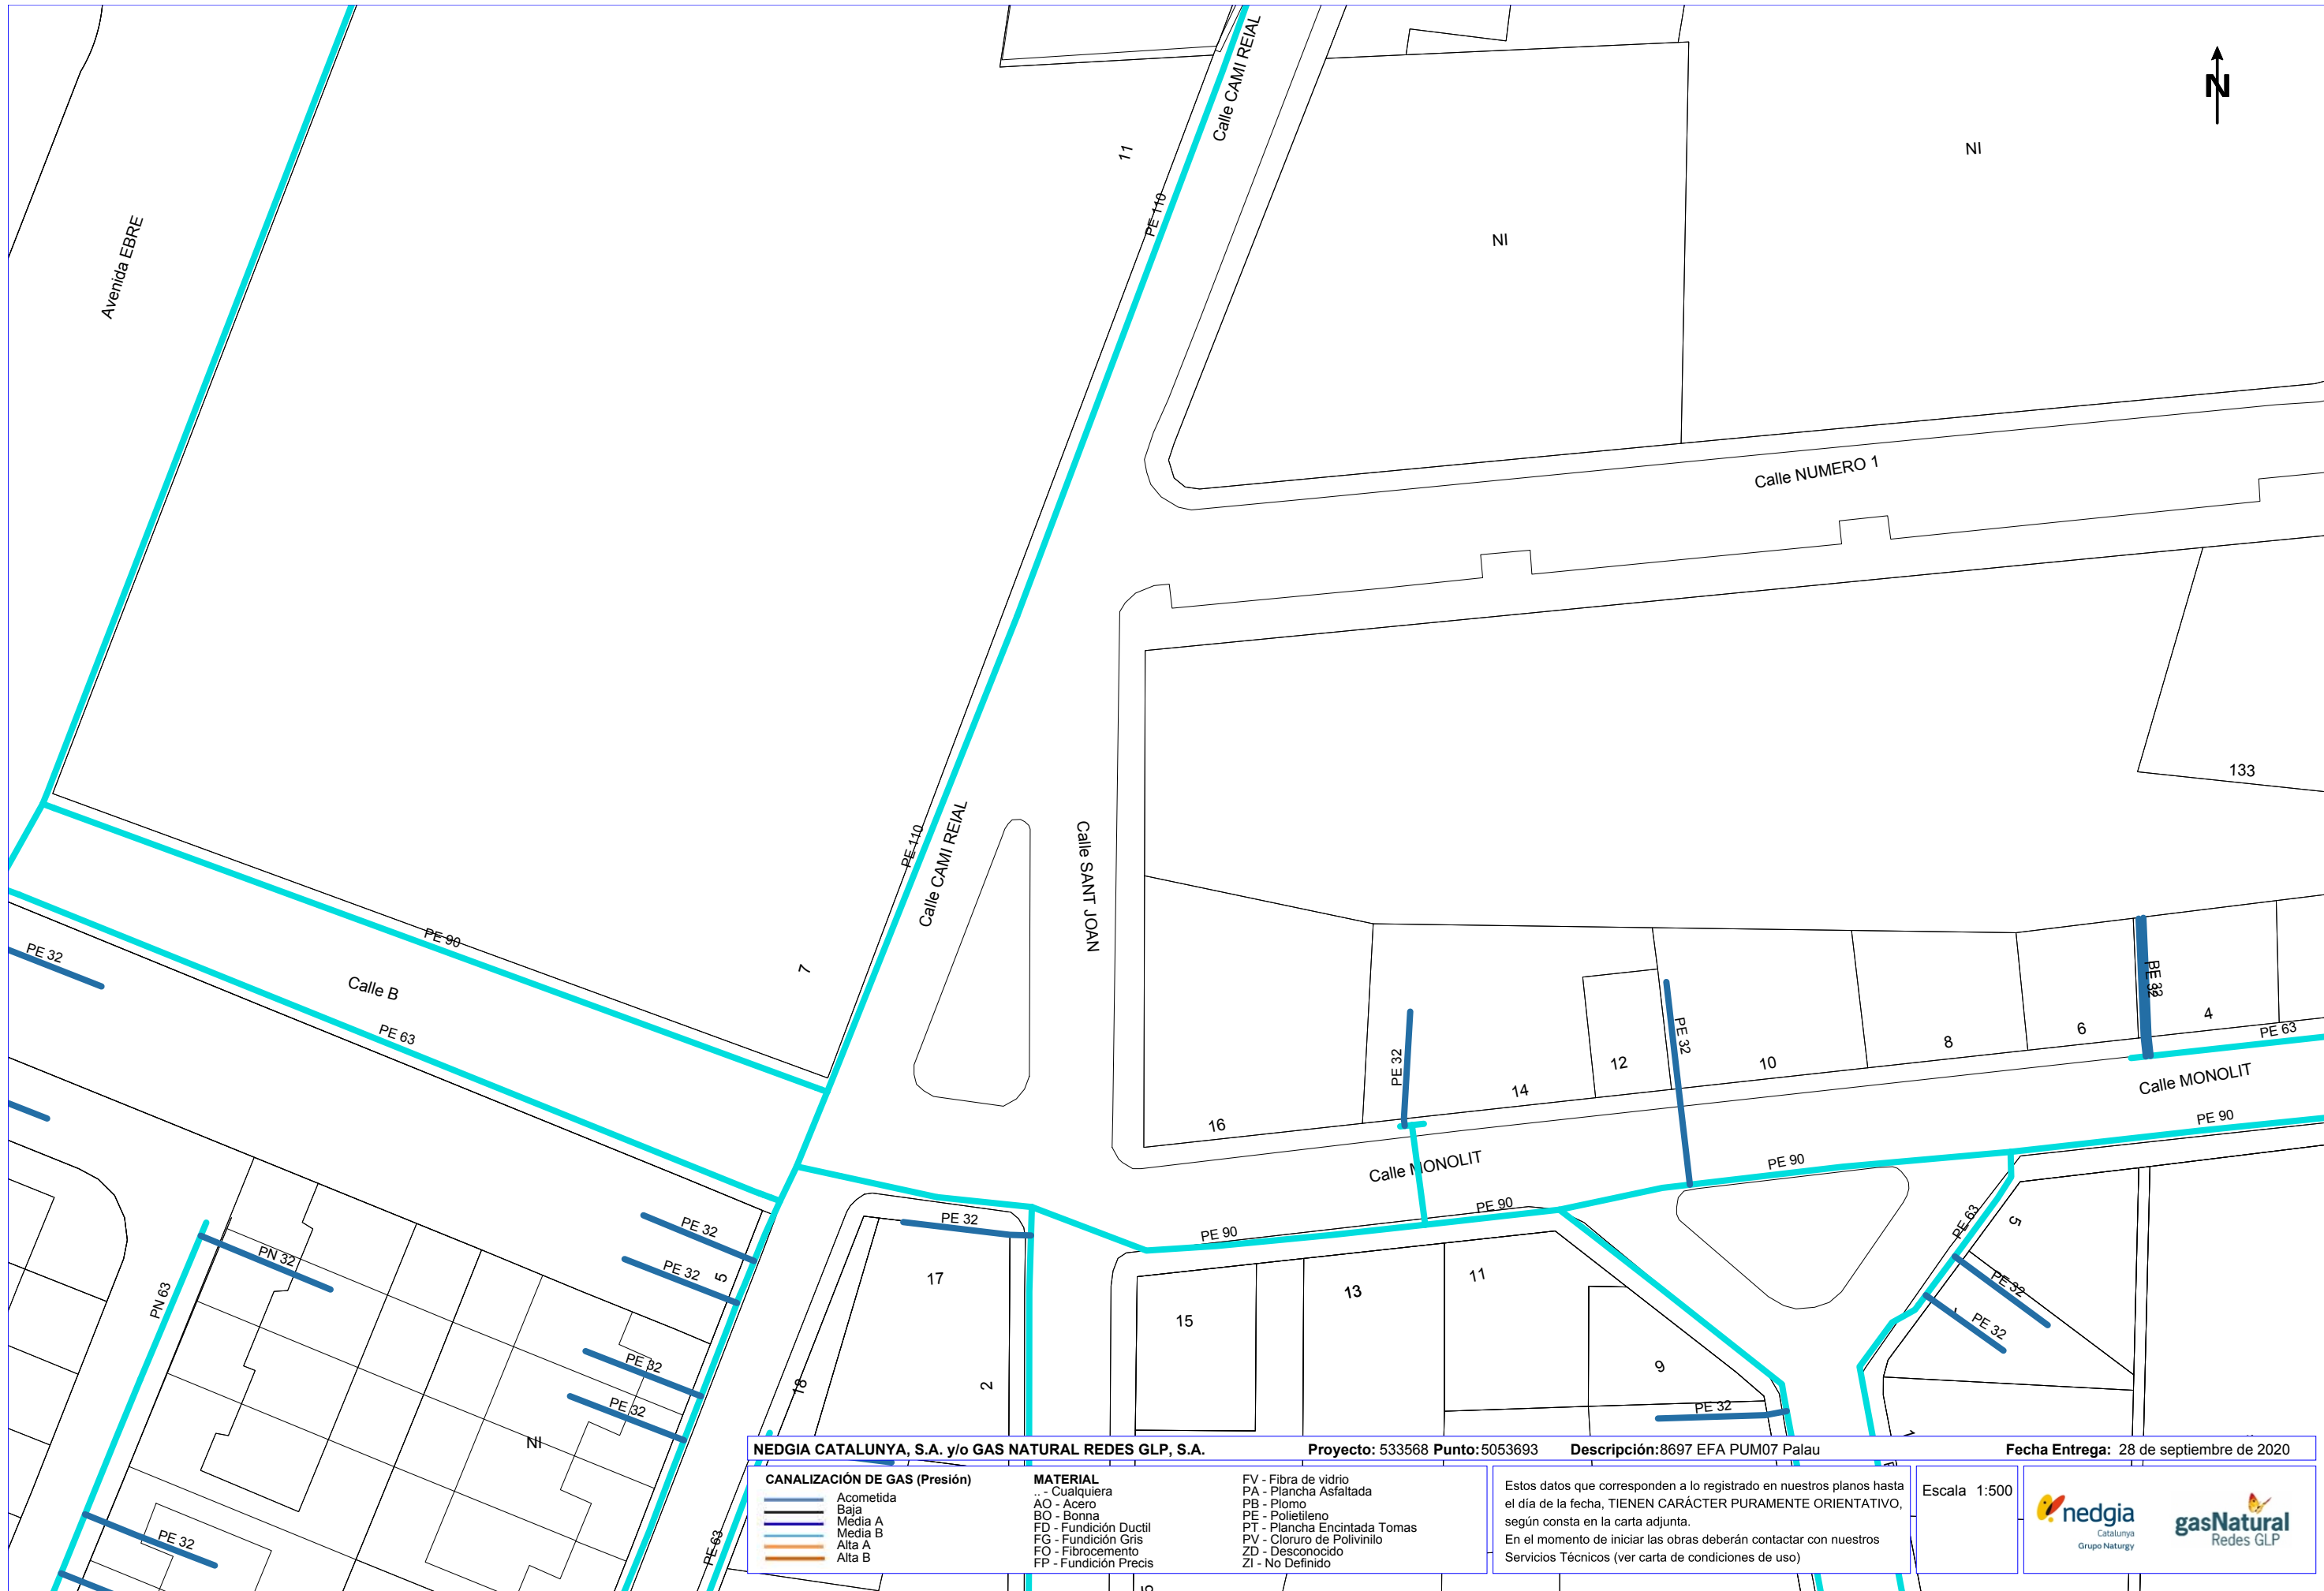 Calle CAMI REIAL
N
11
NI
NI
PE 110
Avenida EBRE
Calle NUMERO 1
133
PE 110
Calle CAMI REIAL
Calle SANT JOAN
PE 90
7
PE 32
Calle B
PE 63
PE 32
4
PE 63
6
8
PE 32
10
12
PE 32
14
16
Calle MONOLIT
PE 90
Calle MONOLIT
PE 90
PE 90
PE 90
PE 32
PE 32
PE 63
5
PN 32
PE 32
5
17
13
11
15
PE 32
PE 32
PN 63
PE 32
9
18
2
PE 32
PE 32
NI
PE 32
PE 63
NEDGIA CATALUNYA, S.A. y/o GAS NATURAL REDES GLP, S.A. Proyecto: 533568 Punto:5053693 Descripción:8697 EFA PUM07 Palau Fecha Entrega: 28 de septiembre de 2020
CANALIZACIÓN DE GAS (Presión)
Acometida
Baja
Media A
Media B
Alta A
Alta B
MATERIAL
.. - Cualquiera
AO - Acero
BO - Bonna
FD - Fundición Ductil
FG - Fundición Gris
FO - Fibrocemento
FP - Fundición Precis
FV - Fibra de vidrio
PA - Plancha Asfaltada
PB - Plomo
PE - Polietileno
PT - Plancha Encintada Tomas
PV - Cloruro de Polivinilo
ZD - Desconocido
ZI - No Definido
Estos datos que corresponden a lo registrado en nuestros planos hasta
el día de la fecha, TIENEN CARÁCTER PURAMENTE ORIENTATIVO,
según consta en la carta adjunta.
En el momento de iniciar las obras deberán contactar con nuestros
Servicios Técnicos (ver carta de condiciones de uso)
Escala 1:500
nedgia
Catalunya
Grupo Naturgy
gasNatural
Redes GLP